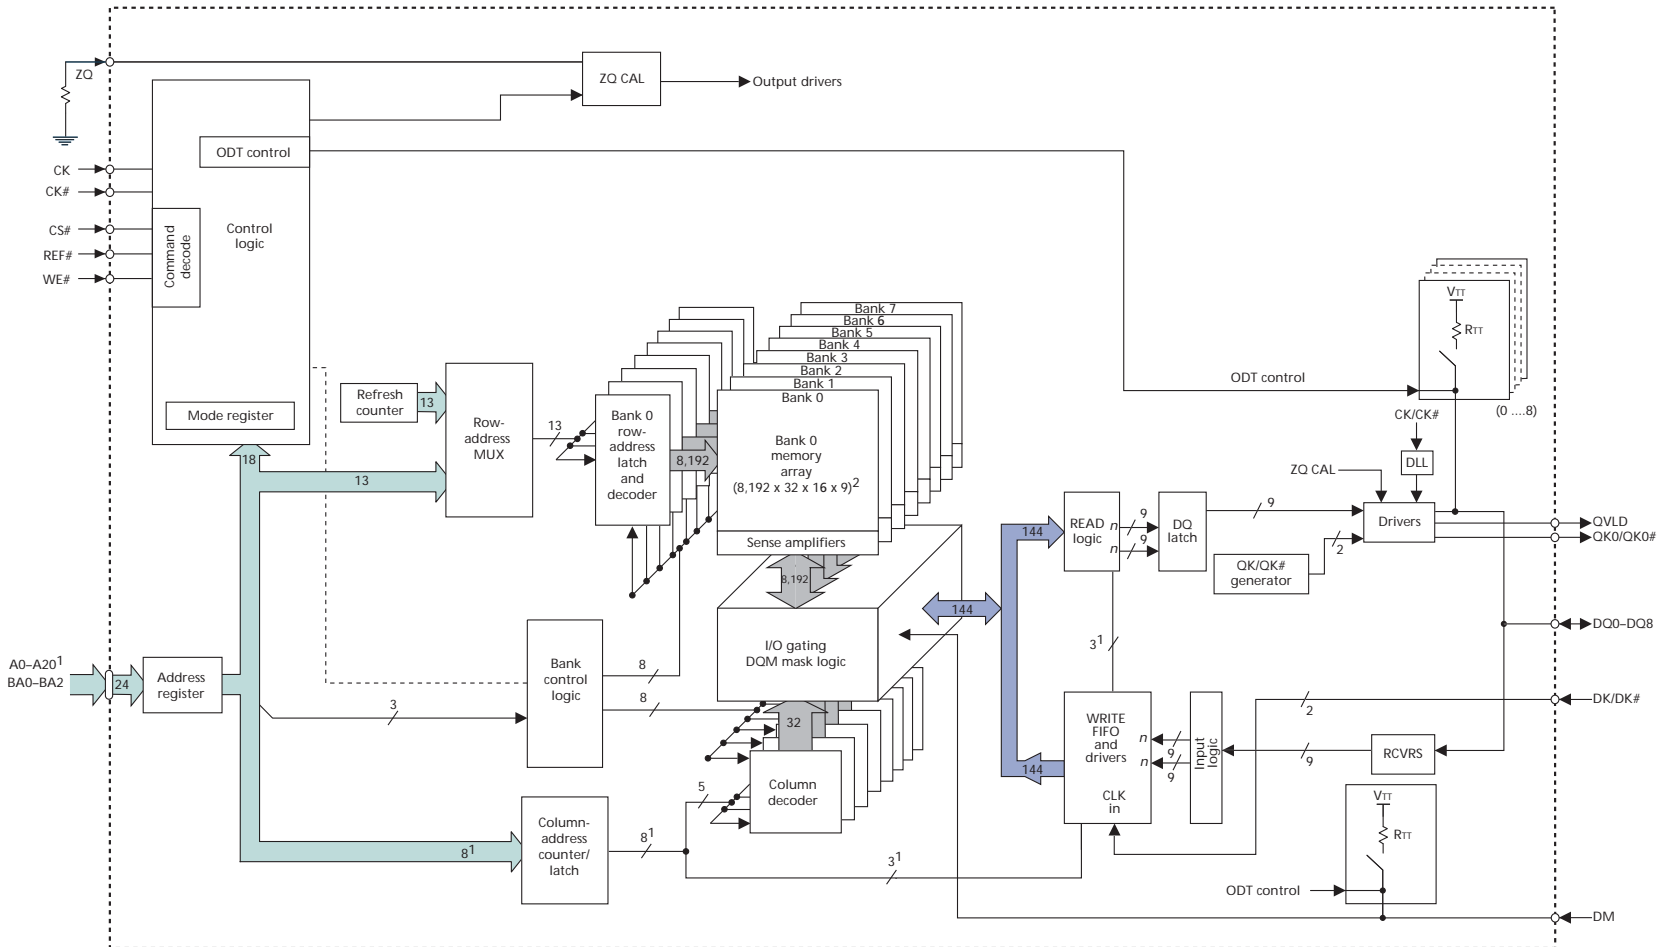 ZQ
ZQ CAL
Output drivers
ODT control
CK
CK#
CS#
REF#
WE#
Command
decode
Control
logic
Mode register
Refresh
counter
13
Row-
address
MUX
13
18
13
Bank 0
row-
address
latch
and
decoder
8,192
Bank 7
Bank 6
Bank 5
Bank 4
Bank 3
Bank 2
Bank 1
Bank 0
Bank 0
memory
array
(8,192 x 32 x 16 x 9)²
Sense amplifiers
8,192
I/O gating
DQM mask logic
VTT
RTT
ODT control
(0 ....8)
CK/CK#
DLL
ZQ CAL
Drivers
144
READ
logic
n
n
9
9
DQ
latch
9
QK/QK#
generator
2
QVLD
QK0/QK0#
144
DQ0–DQ8
3¹
A0–A20¹
BA0–BA2
24
Address
register
3
Bank
control
logic
8
8
32
Column
decoder
5
8¹
Column-
address
counter/
latch
8¹
3¹
144
WRITE
FIFO
and
drivers
n
n
CLK
in
9
9
Input
logic
2
DK/DK#
9
RCVRS
VTT
RTT
ODT control
DM